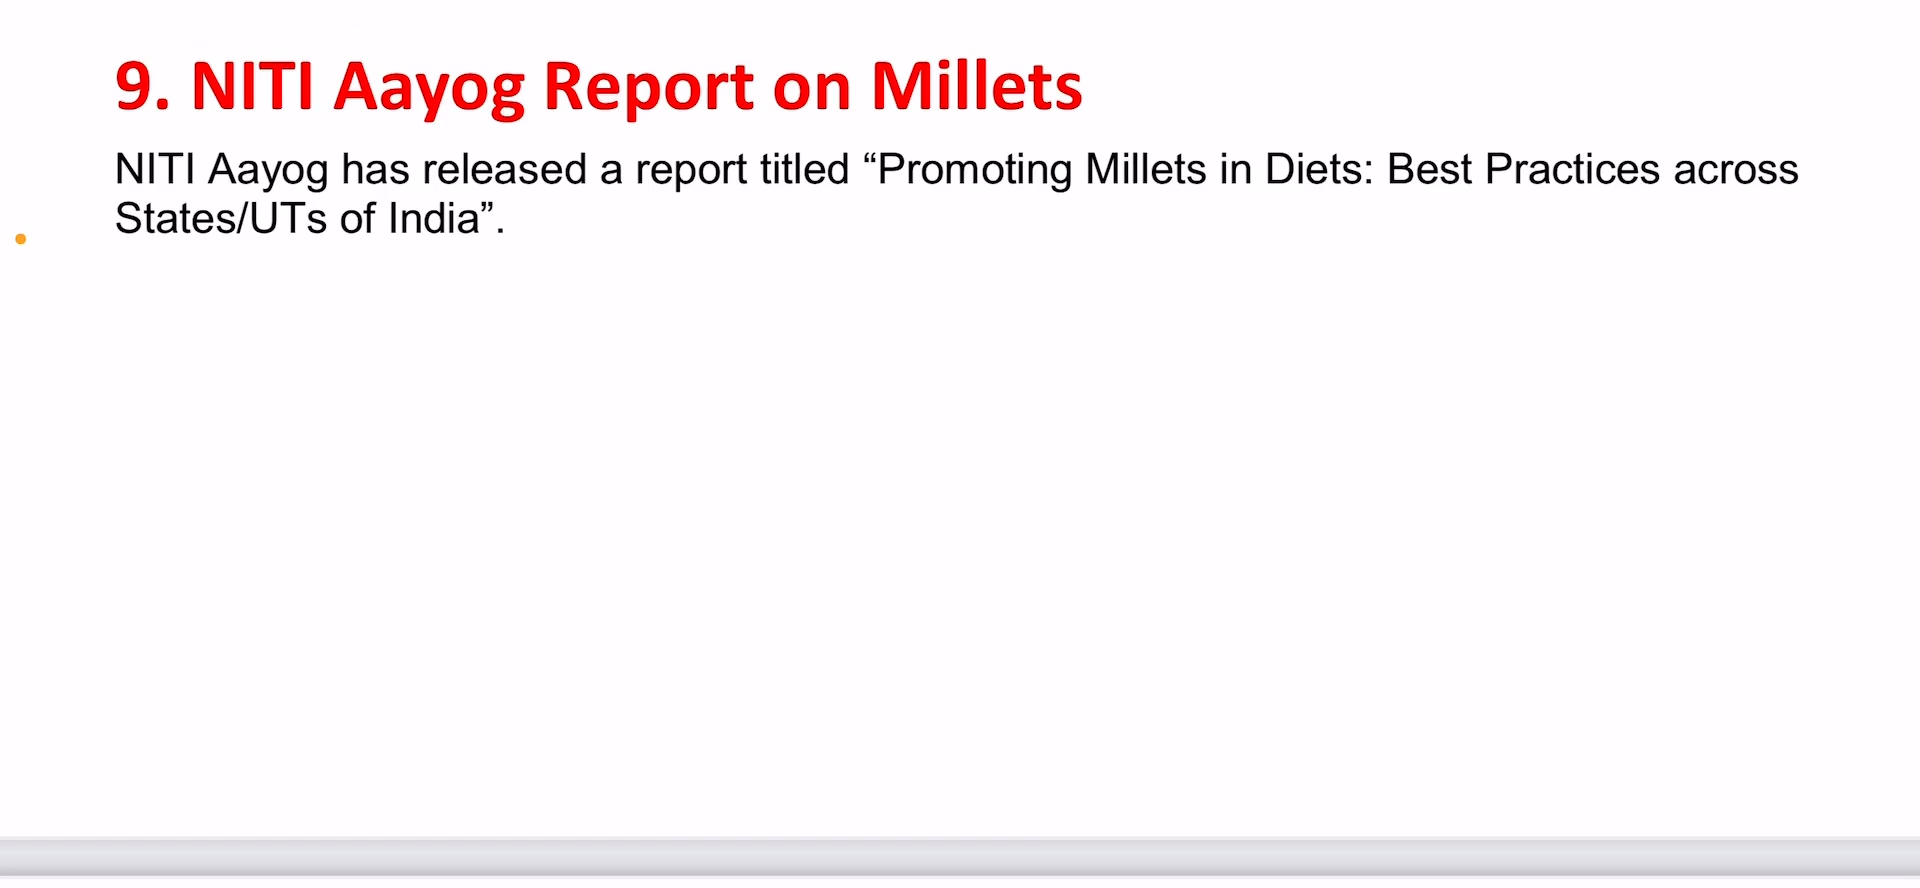 9. NITI Aayog Report on Millets
NITI Aayog has released a report titled “Promoting Millets in Diets: Best Practices across
States/UTs of India”.